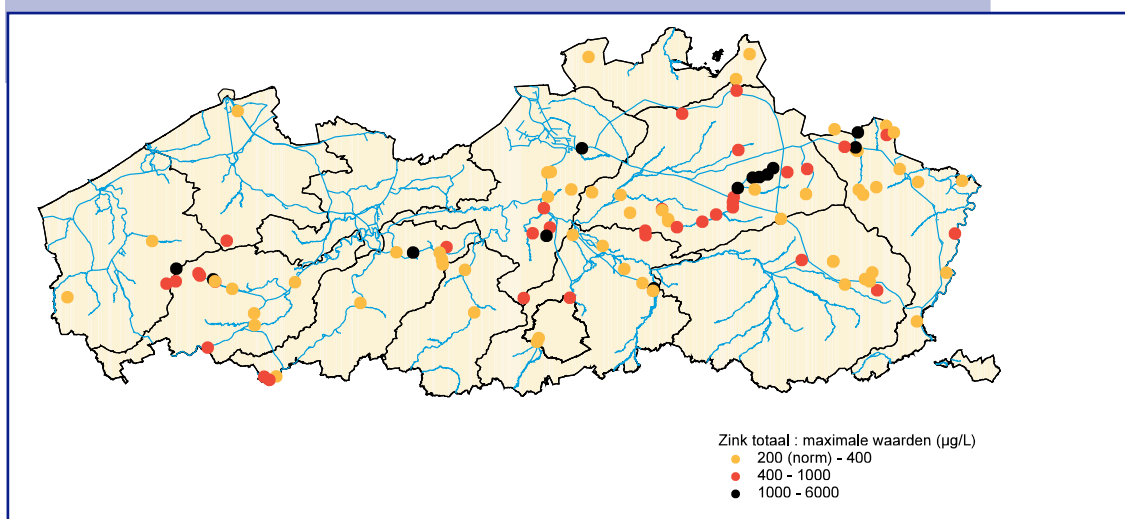 Zink totaal : maximale waarden (µg/L)
200 (norm) - 400
400 - 1000
1000 - 6000